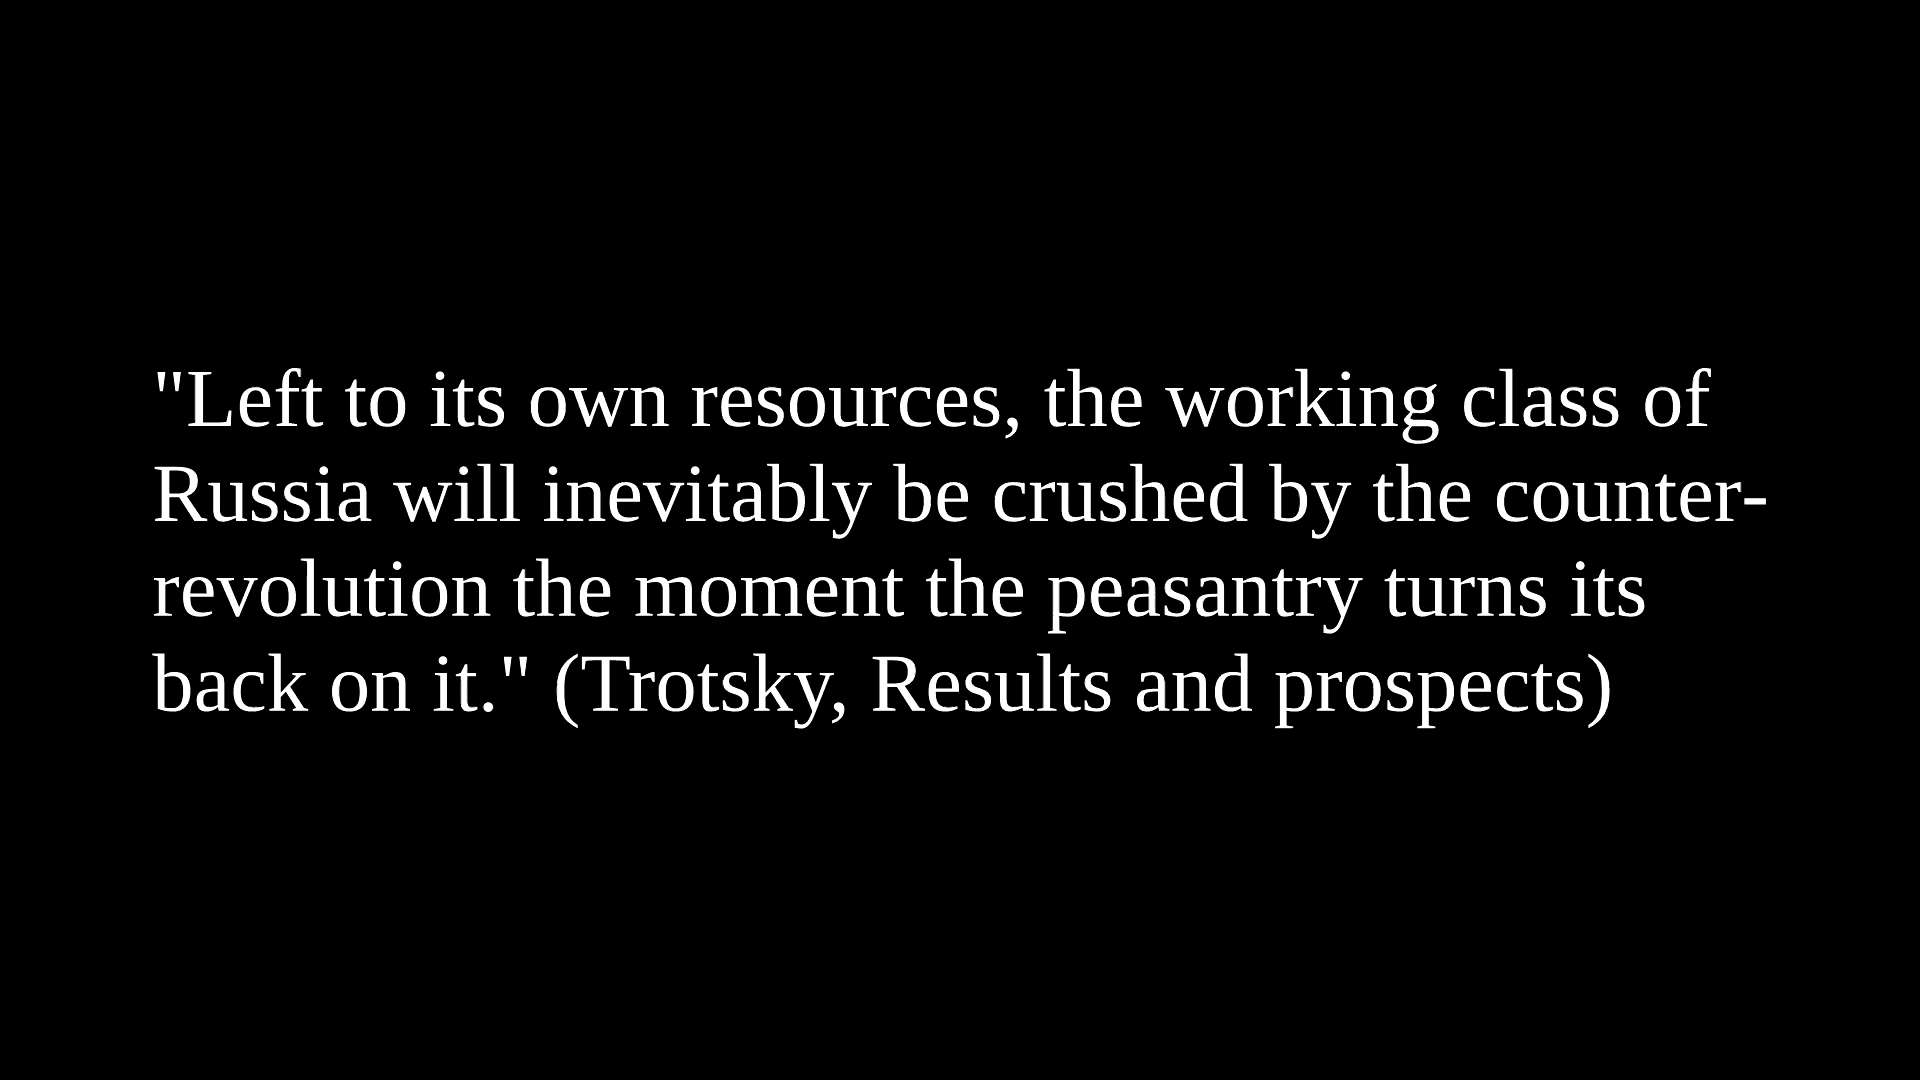 "Left to its own resources, the working class of
Russia will inevitably be crushed by the counter-
revolution the moment the peasantry turns its
back on it." (Trotsky, Results and prospects)